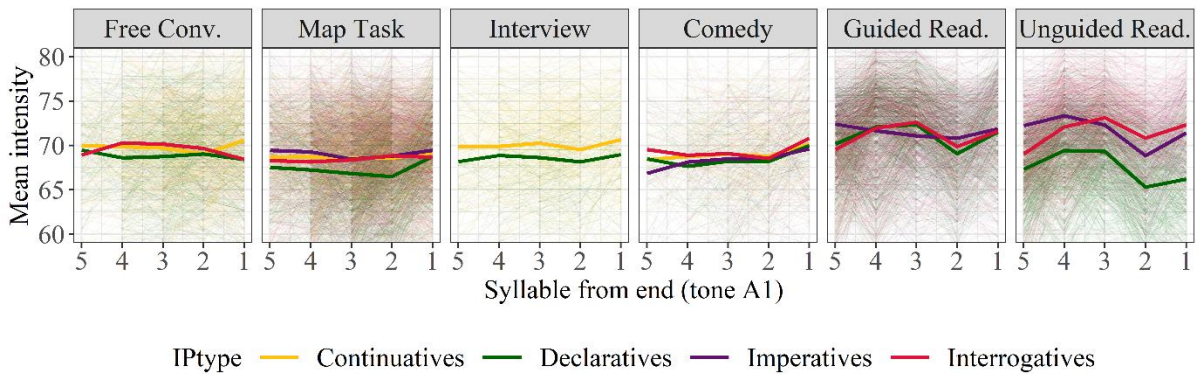 Free Conv. Map Task Interview Comedy Guided Read. Unguided Read.
Mean intensity
80
75
70
65
60
5 4 3 2 1 5 4 3 2 1 5 4 3 2 1 5 4 3 2 1 5 4 3 2 1 5 4 3 2 1
Syllable from end (tone A1)
IPtype Continuatives Declaratives Imperatives Interrogatives